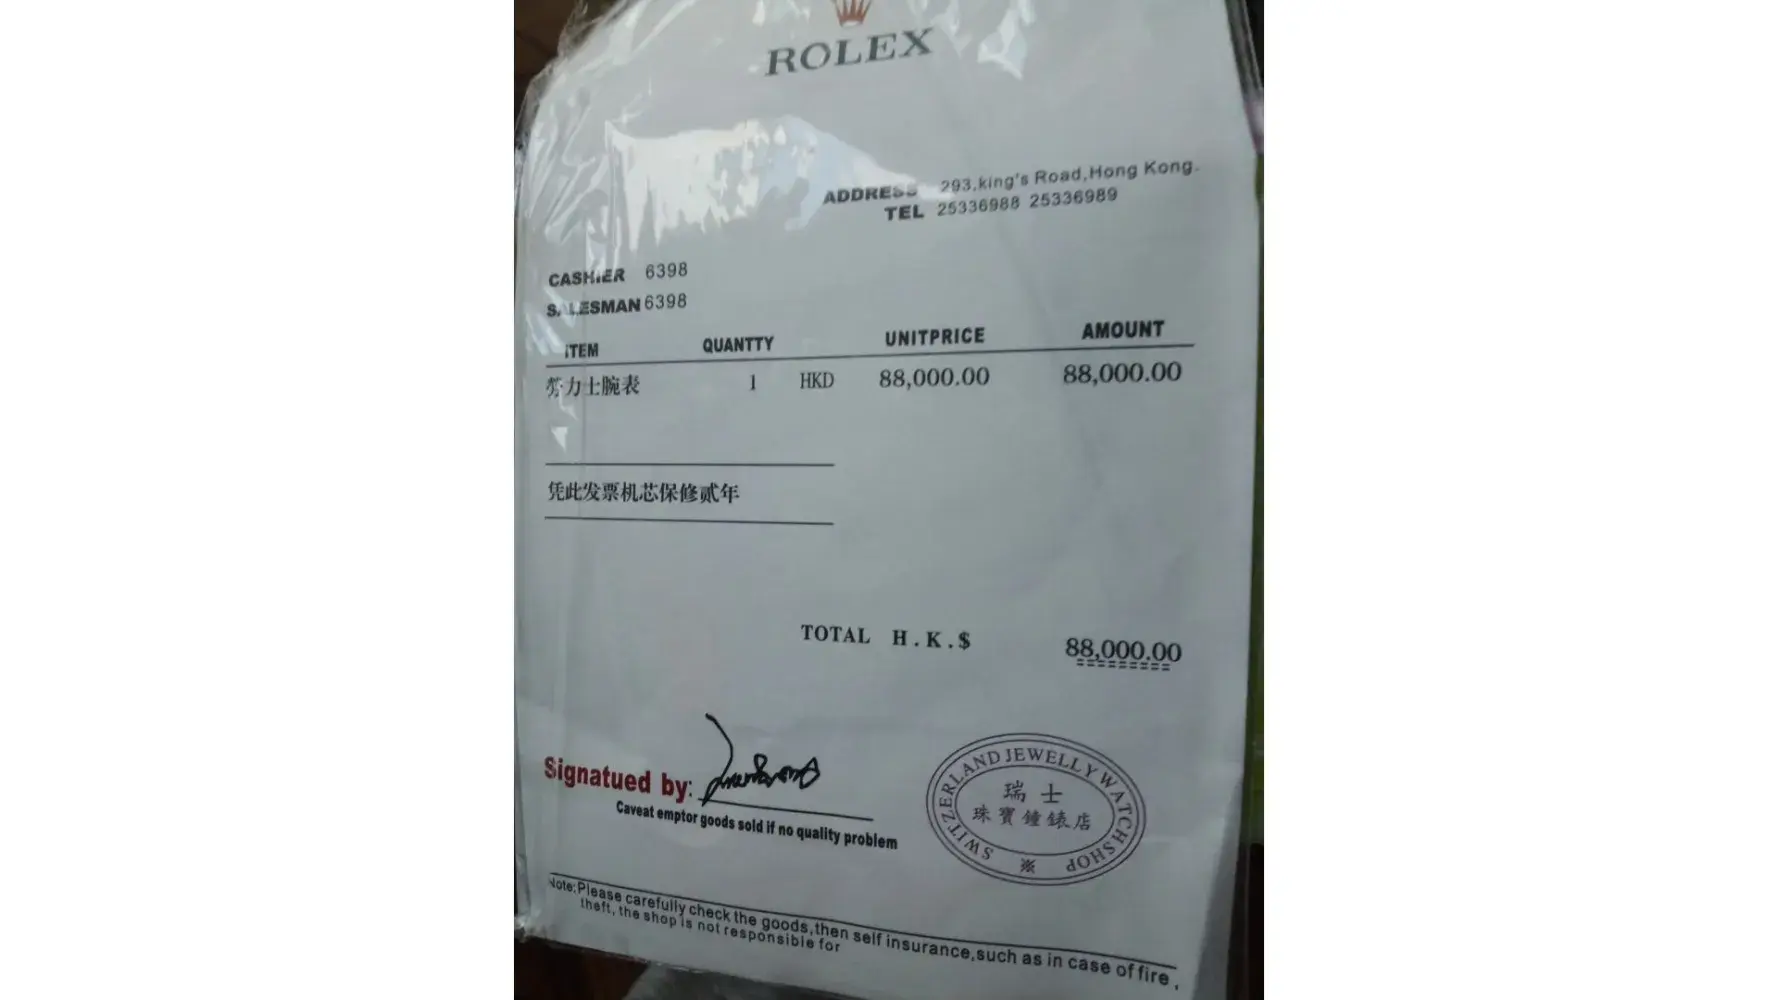 ROLEX
ADDRESS 293,king's Road,Hong Kong.
TEL 25336988 25336989
CASHIER 6398
SALESMAN 6398
ITEM QUANTTY UNITPRICE AMOUNT
劳力士腕表 1 HKD 88,000.00 88,000.00
凭此发票机芯保修贰年
TOTAL H.K.$ 88,000.00
Signatued by:
Caveat emptor goods sold if no quality problem
SWITZERLAND JEWELLY WATCH SHOP
瑞士
珠寶鐘錶店
※
Note:Please carefully check the goods,then self insurance,such as in case of fire,
theft, the shop is not responsible for